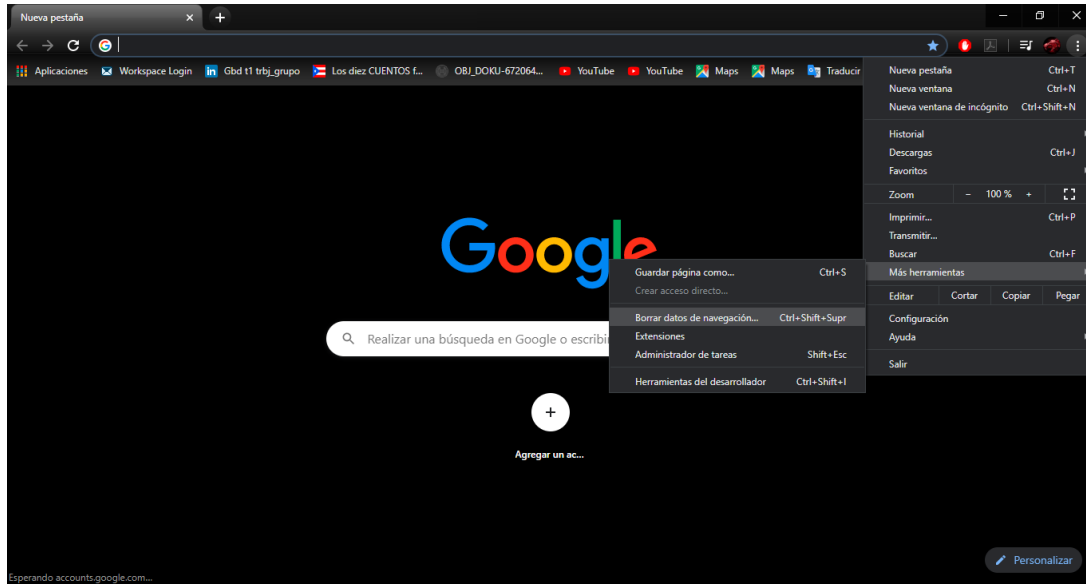 Nueva pestaña
Aplicaciones Workspace Login Gbd t1 trbj_grupo Los diez CUENTOS f... OBJ_DOKU-672064... YouTube YouTube Maps Maps Traducir
Nueva pestaña Ctrl+T
Nueva ventana Ctrl+N
Nueva ventana de incógnito Ctrl+Shift+N
Historial
Descargas Ctrl+J
Favoritos
Zoom - 100 % +
Imprimir... Ctrl+P
Transmitir...
Buscar Ctrl+F
Más herramientas
Editar Cortar Copiar Pegar
Configuración
Ayuda
Salir
Google
Guardar página como... Ctrl+S
Crear acceso directo...
Borrar datos de navegación... Ctrl+Shift+Supr
Extensiones
Administrador de tareas Shift+Esc
Herramientas del desarrollador Ctrl+Shift+I
Realizar una búsqueda en Google o escribi
Agregar un ac...
Personalizar
Esperando accounts.google.com...